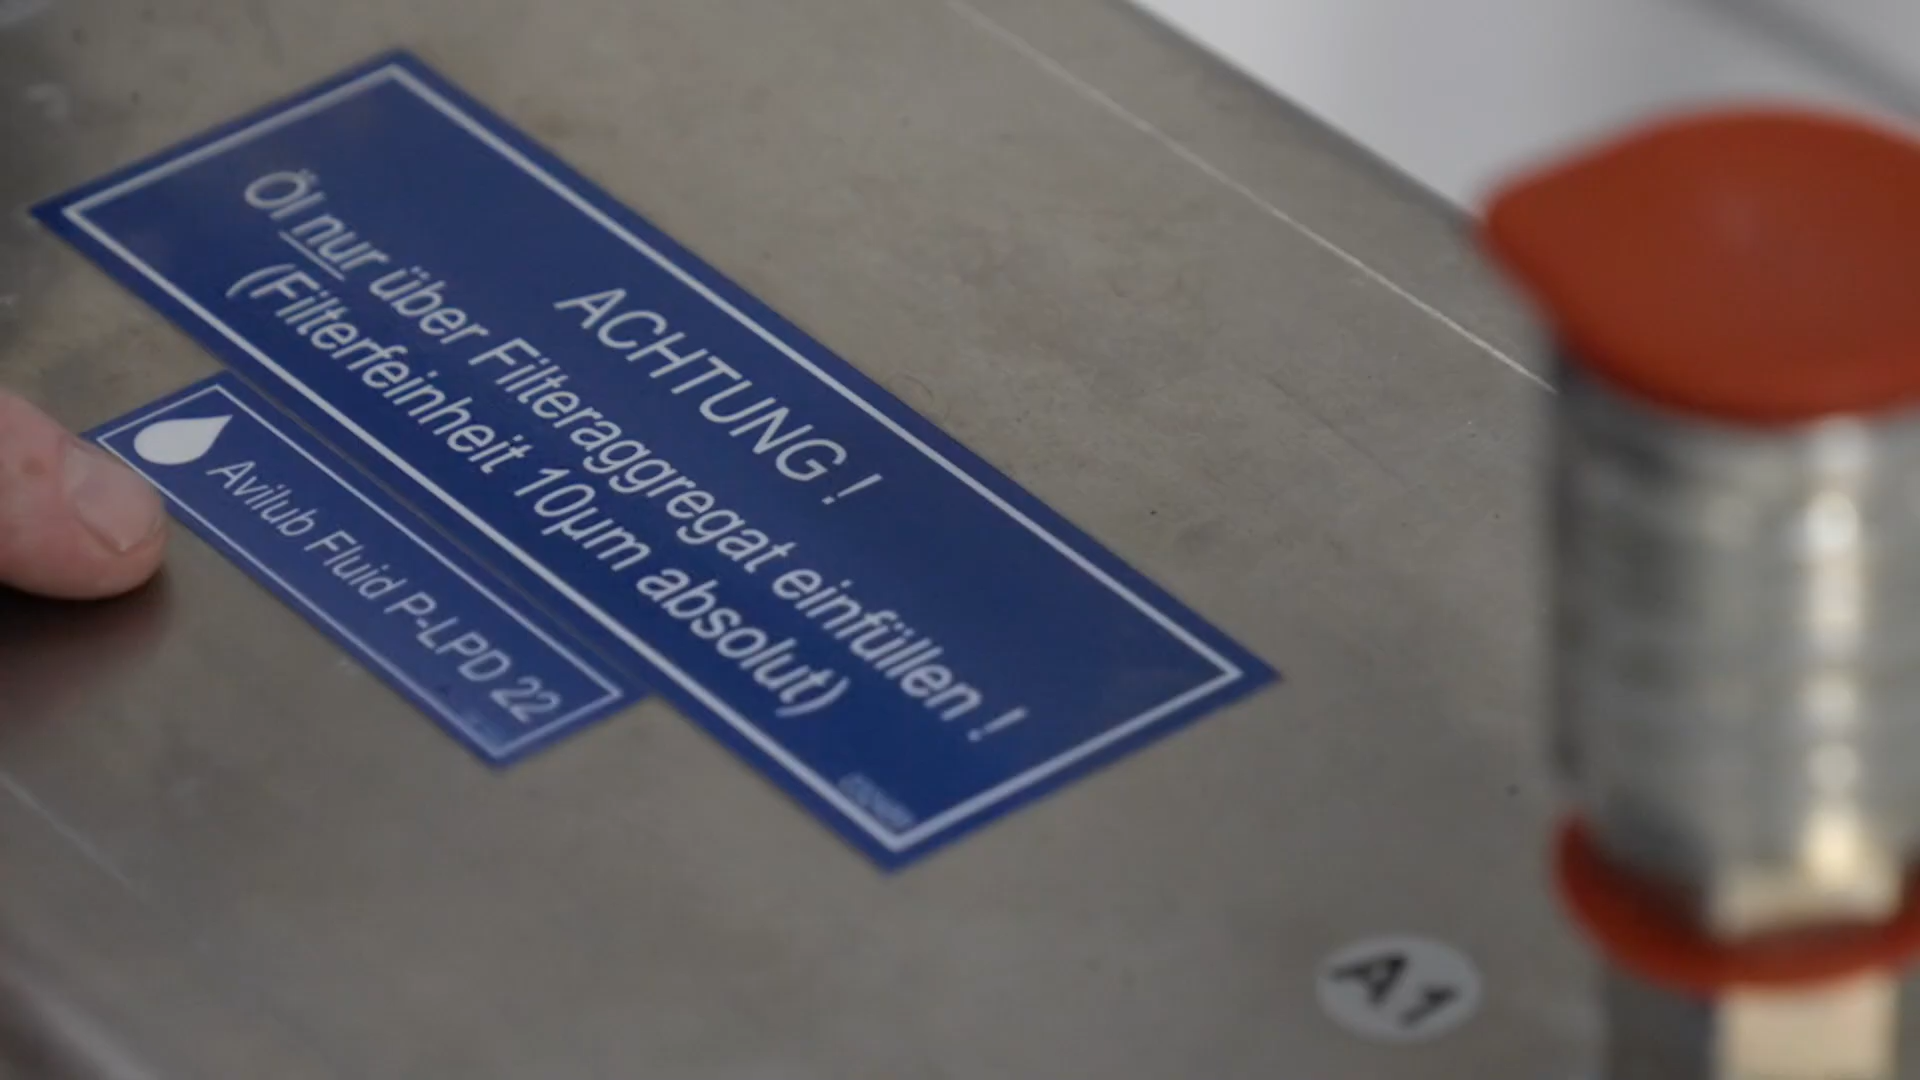 ACHTUNG !
Öl nur über Filteraggregat einfüllen !
(Filterfeinheit 10µm absolut)
Avilub Fluid P-LPD 22
A1